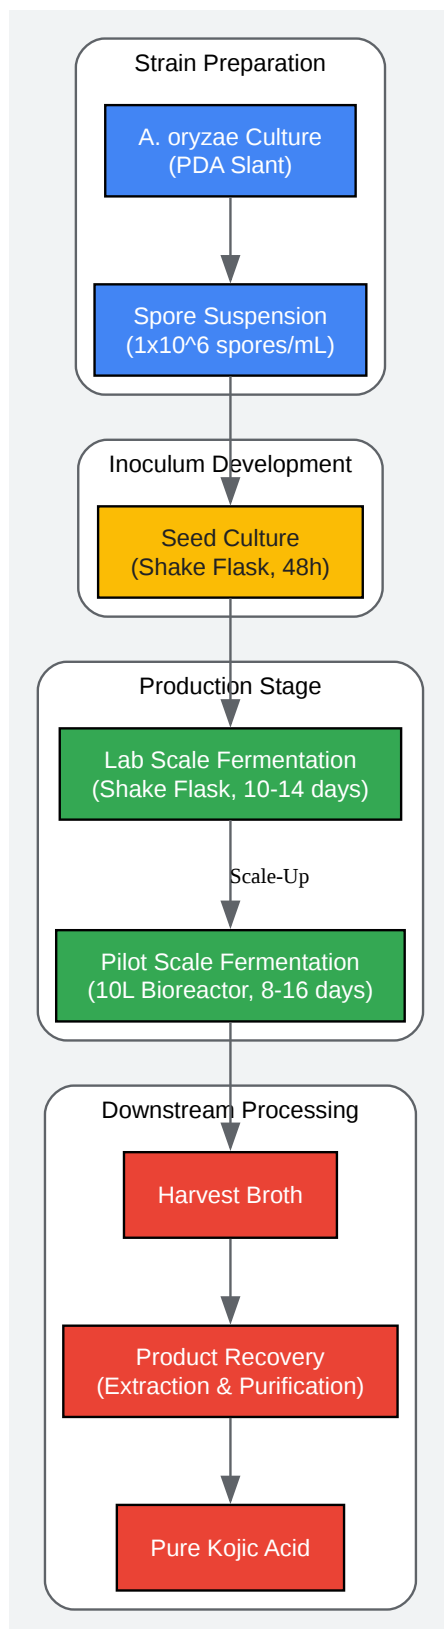 Strain Preparation
A. oryzae Culture
(PDA Slant)
Spore Suspension
(1x10^6 spores/mL)
Inoculum Development
Seed Culture
(Shake Flask, 48h)
Production Stage
Lab Scale Fermentation
(Shake Flask, 10-14 days)
Scale-Up
Pilot Scale Fermentation
(10L Bioreactor, 8-16 days)
Downstream Processing
Harvest Broth
Product Recovery
(Extraction & Purification)
Pure Kojic Acid